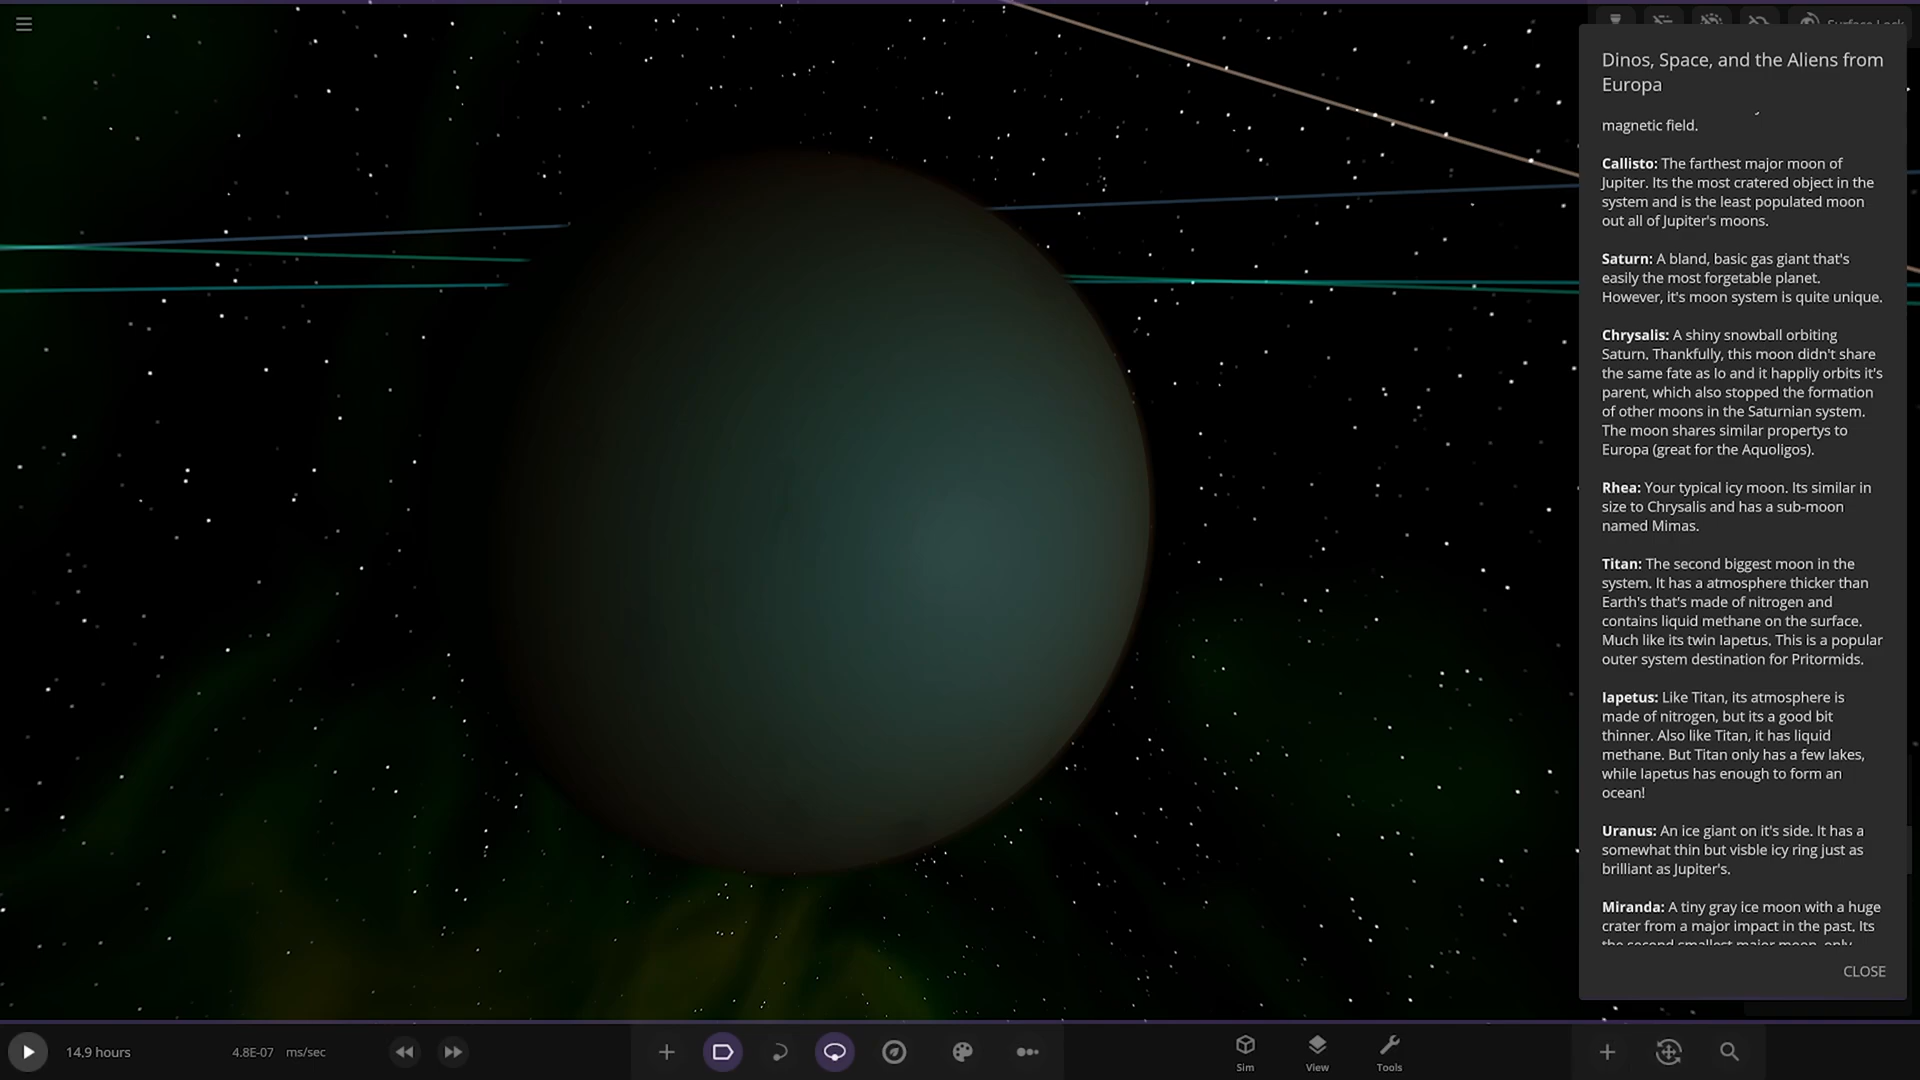 Surface Lock
Dinos, Space, and the Aliens from
Europa
magnetic field.
Callisto: The farthest major moon of
Jupiter. Its the most cratered object in the
system and is the least populated moon
out all of Jupiter's moons.
Saturn: A bland, basic gas giant that's
easily the most forgetable planet.
However, it's moon system is quite unique.
Chrysalis: A shiny snowball orbiting
Saturn. Thankfully, this moon didn't share
the same fate as Io and it happliy orbits it's
parent, which also stopped the formation
of other moons in the Saturnian system.
The moon shares similar propertys to
Europa (great for the Aquoligos).
Rhea: Your typical icy moon. Its similar in
size to Chrysalis and has a sub-moon
named Mimas.
Titan: The second biggest moon in the
system. It has a atmosphere thicker than
Earth's that's made of nitrogen and
contains liquid methane on the surface.
Much like its twin Iapetus. This is a popular
outer system destination for Pritormids.
Iapetus: Like Titan, its atmosphere is
made of nitrogen, but its a good bit
thinner. Also like Titan, it has liquid
methane. But Titan only has a few lakes,
while Iapetus has enough to form an
ocean!
Uranus: An ice giant on it's side. It has a
somewhat thin but visble icy ring just as
brilliant as Jupiter's.
Miranda: A tiny gray ice moon with a huge
crater from a major impact in the past. Its
the second smallest major moon, only
CLOSE
14.9 hours
4.8E-07 ms/sec
Sim
View
Tools